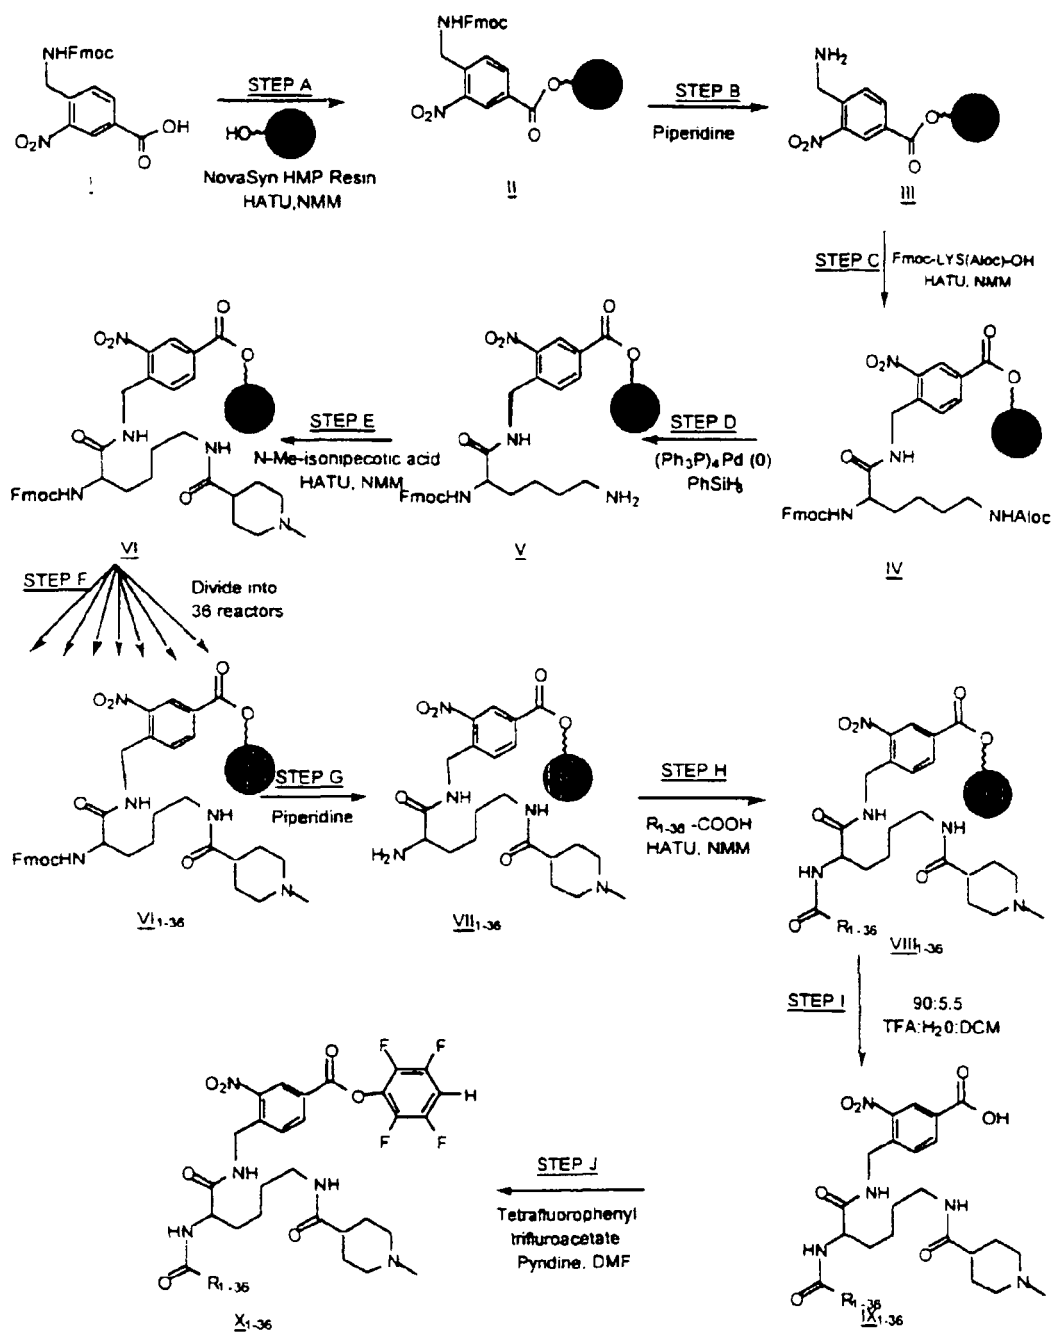 NHFmoc
O₂N
OH
O
I
STEP A
HO
NovaSyn HMP Resin
HATU,NMM
NHFmoc
O₂N
O
O
II
STEP B
Piperidine
NH₂
O₂N
O
O
III
STEP C
Fmoc-LYS(Aloc)-OH
HATU, NMM
O₂N
O
O
O
NH
FmocHN
NHAloc
IV
STEP D
(Ph₃P)₄Pd (0)
PhSiH₈
O₂N
O
O
O
NH
FmocHN
NH₂
V
STEP E
N-Me-isonipecotic acid
HATU, NMM
O₂N
O
O
O
NH
NH
FmocHN
O
N
VI
STEP F
Divide into
36 reactors
O₂N
O
O
O
NH
NH
FmocHN
O
N
VI₁₋₃₆
STEP G
Piperidine
O₂N
O
O
O
NH
NH
H₂N
O
N
VII₁₋₃₆
STEP H
R₁₋₃₆ -COOH
HATU, NMM
O₂N
O
O
O
NH
NH
HN
O
N
O
R₁₋₃₆
VIII₁₋₃₆
STEP I
90:5.5
TFA:H₂0:DCM
O₂N
O
OH
O
NH
NH
HN
O
N
O
R₁₋₃₆
IX₁₋₃₆
STEP J
Tetrafluorophenyl
trifluroacetate
Pyndine, DMF
O₂N
O
O
F
F
H
F
F
O
NH
NH
HN
O
N
O
R₁₋₃₆
X₁₋₃₆